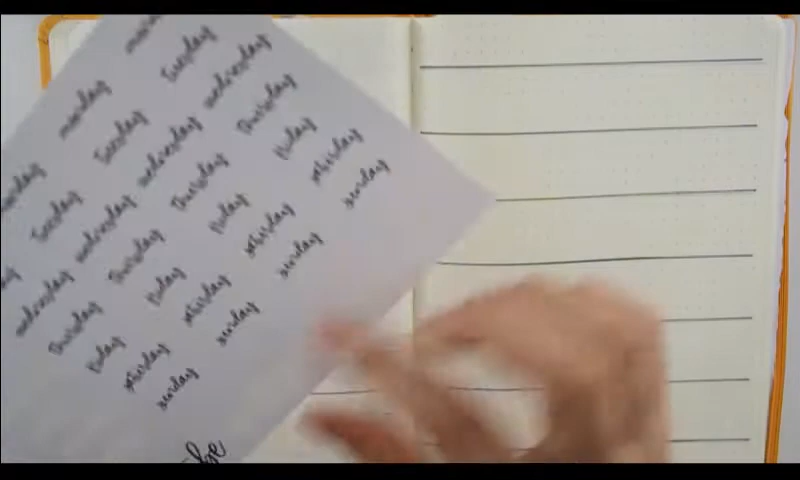 monday
Tuesday Tuesday Tuesday
wednesday wednesday wednesday wednesday
Thursday Thursday Thursday Thursday
Friday Friday Friday Friday
saturday saturday saturday saturday
sunday sunday sunday sunday